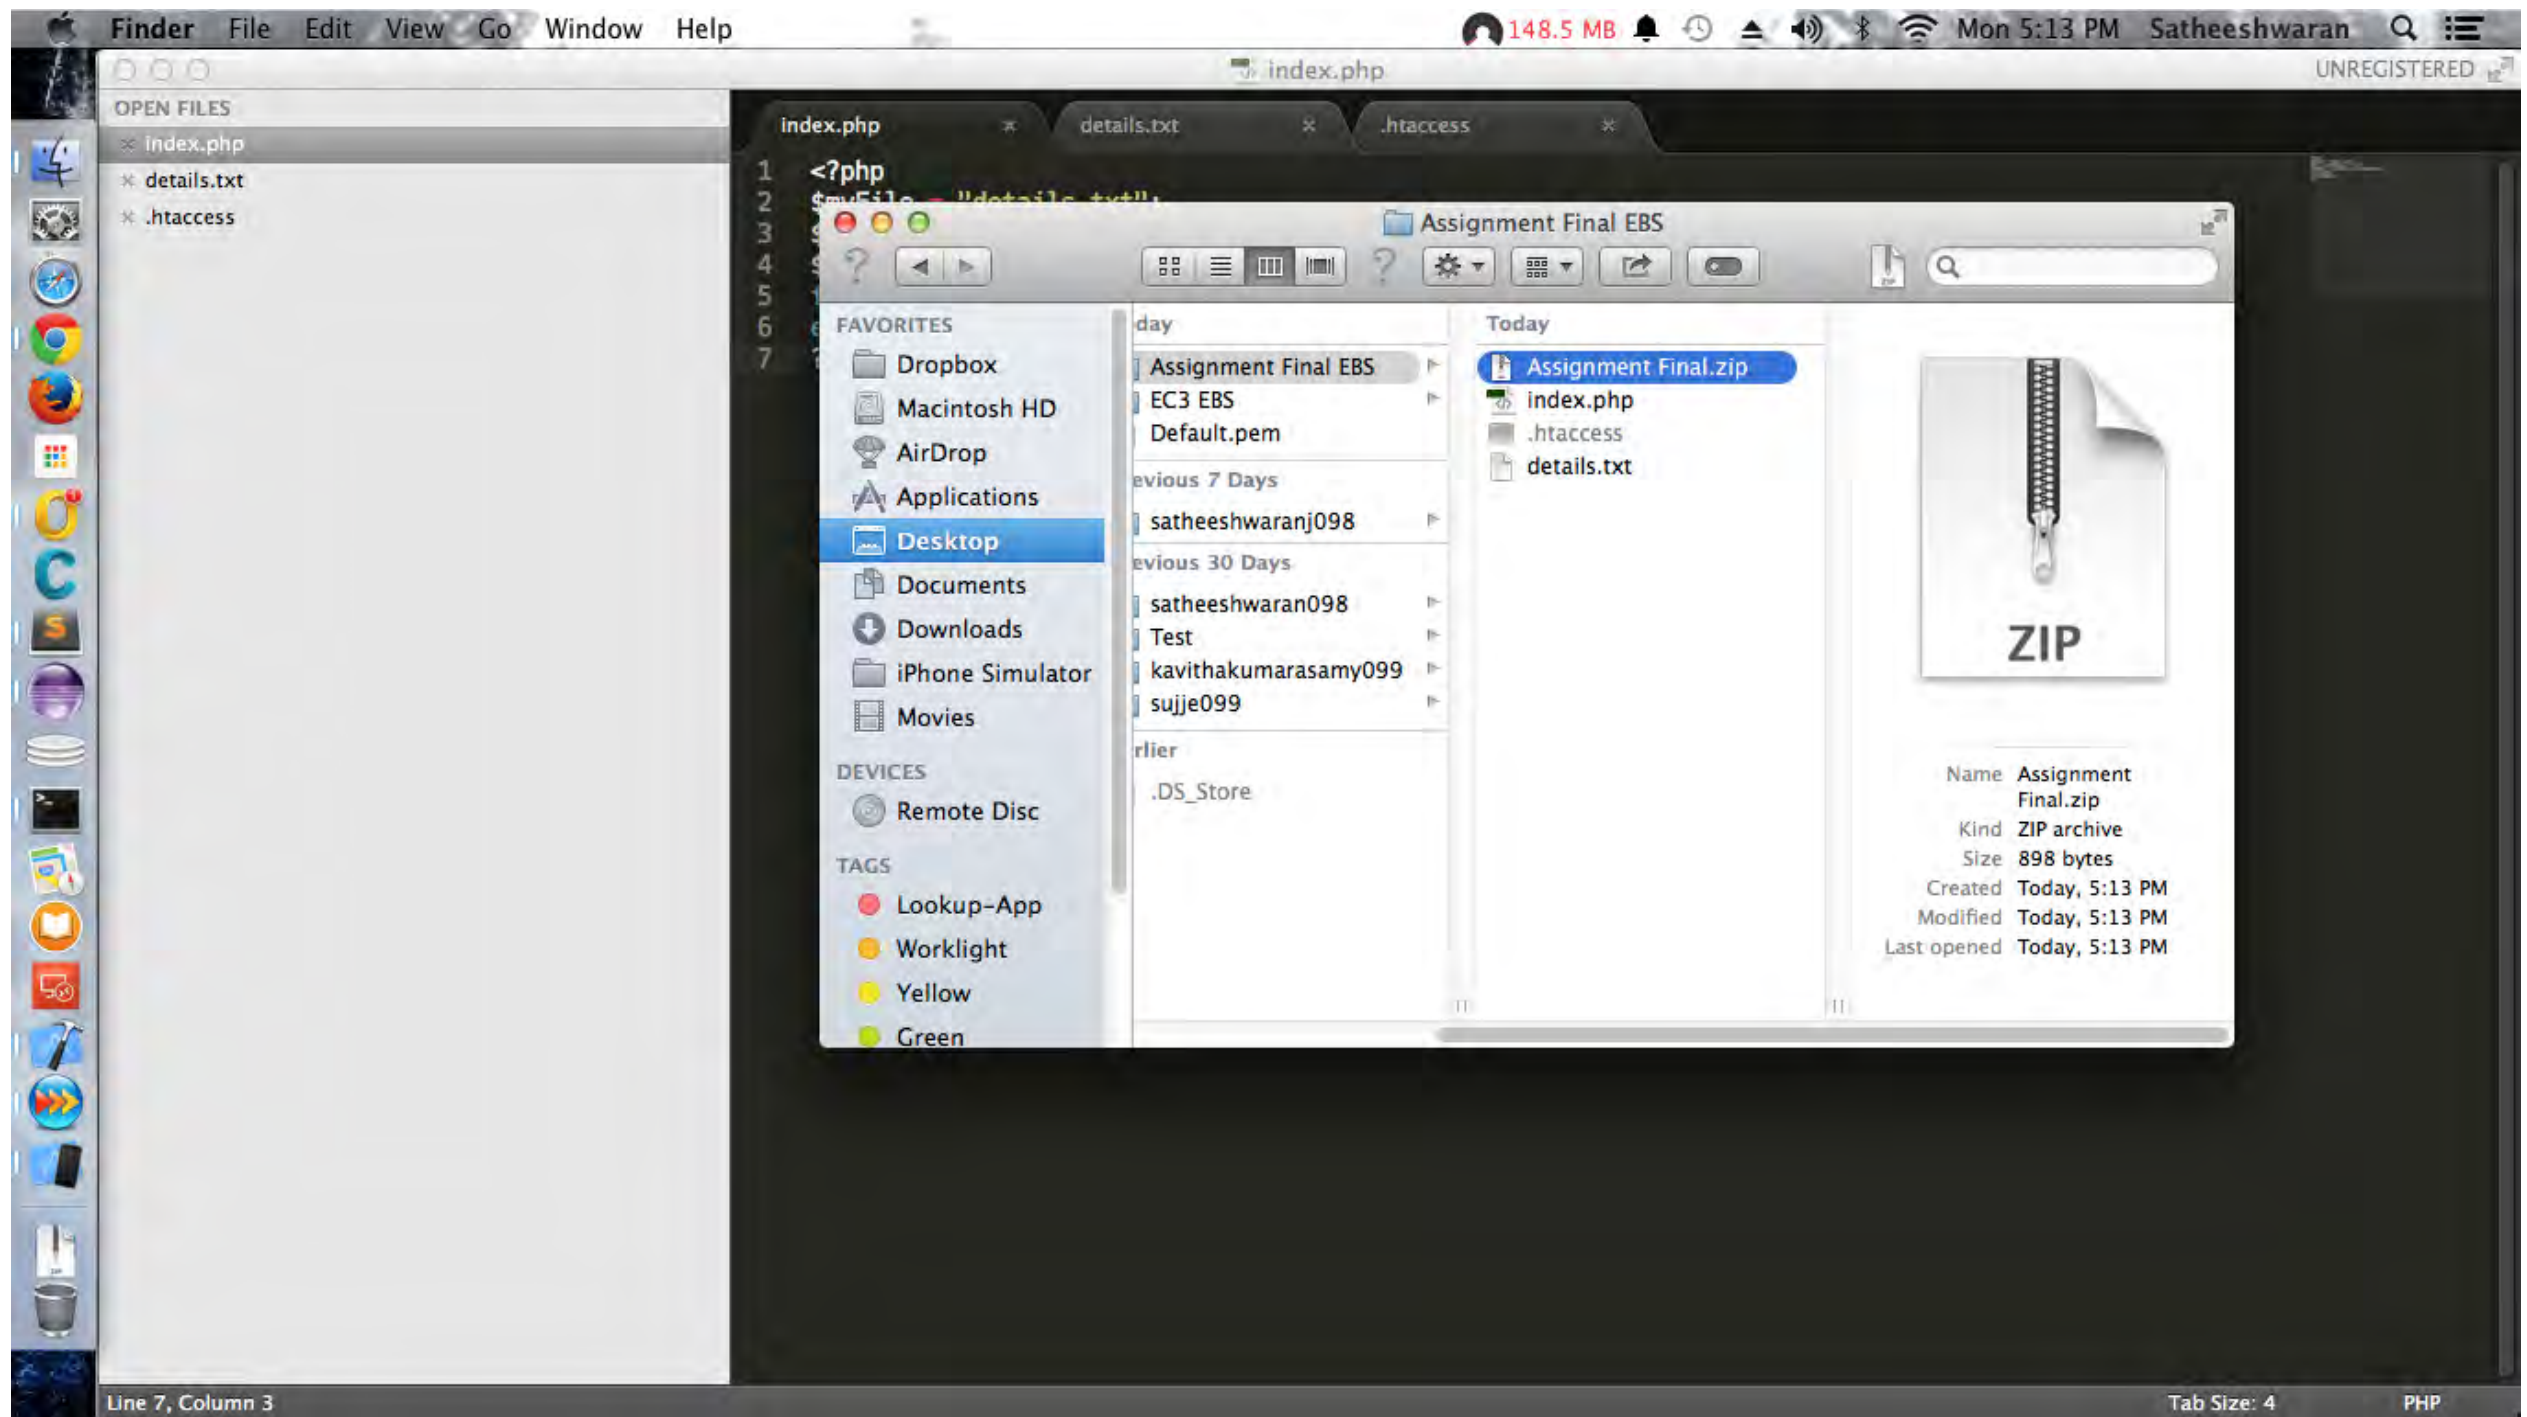 Finder File Edit View Go Window Help 148.5 MB Mon 5:13 PM Satheeshwaran
index.php UNREGISTERED
OPEN FILES
index.php
details.txt
.htaccess
index.php details.txt .htaccess
1 <?php
2 $myFile = "details.txt";
3
4
5
6
7
Assignment Final EBS
FAVORITES
Dropbox
Macintosh HD
AirDrop
Applications
Desktop
Documents
Downloads
iPhone Simulator
Movies
DEVICES
Remote Disc
TAGS
Lookup-App
Worklight
Yellow
Green
day
Assignment Final EBS
EC3 EBS
Default.pem
evious 7 Days
satheeshwaranj098
evious 30 Days
satheeshwaran098
Test
kavithakumarasamy099
sujje099
rlier
.DS_Store
Today
Assignment Final.zip
index.php
.htaccess
details.txt
ZIP
Name Assignment
Final.zip
Kind ZIP archive
Size 898 bytes
Created Today, 5:13 PM
Modified Today, 5:13 PM
Last opened Today, 5:13 PM
Line 7, Column 3 Tab Size: 4 PHP